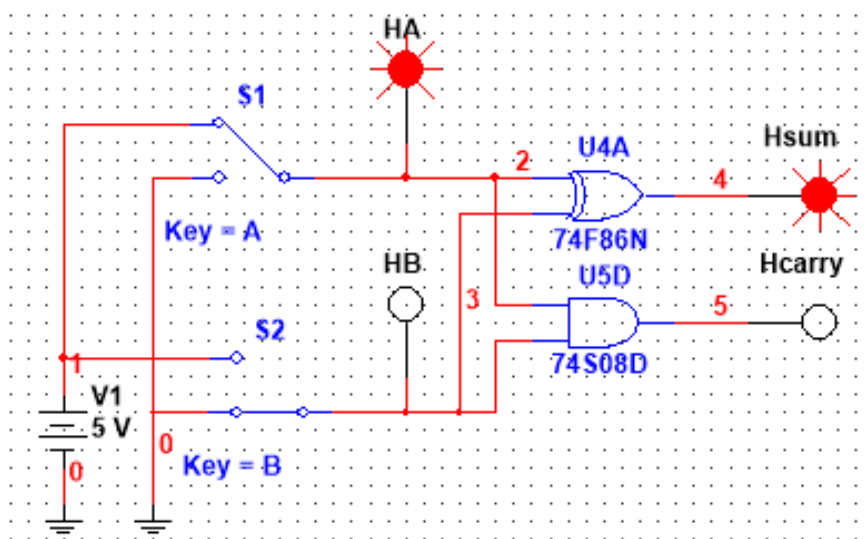 HA
S1
Hsum
2
U4A
4
Key = A
74F86N
HB
U5D
Hcarry
3
5
S2
1
74S08D
V1
5 V
0
0
Key = B